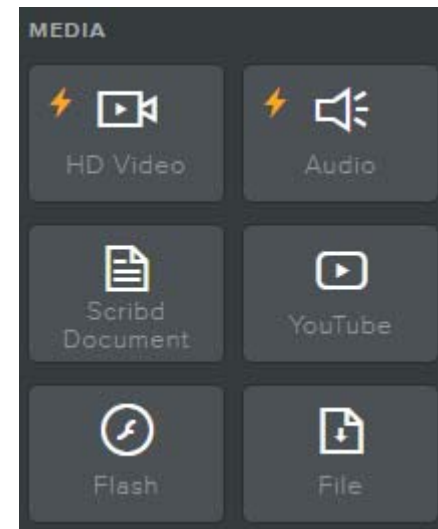 MEDIA
HD Video
Audio
Scribd
Document
YouTube
Flash
File